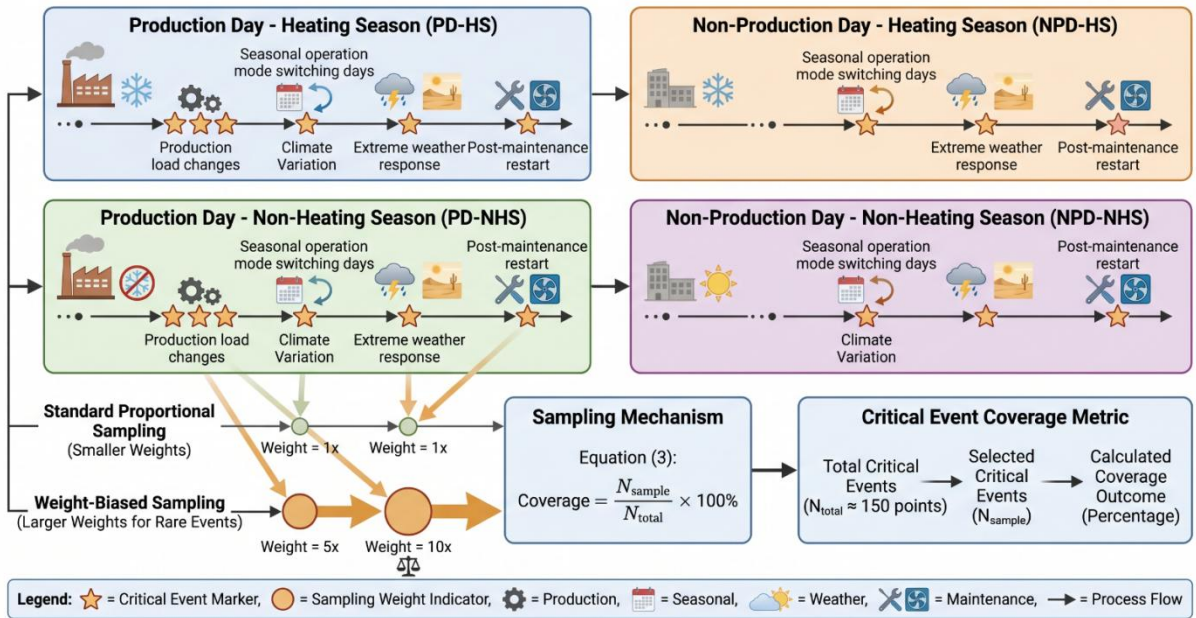 Production Day - Heating Season (PD-HS)
Seasonal operation
mode switching days
Production
load changes
Climate
Variation
Extreme weather
response
Post-maintenance
restart
Non-Production Day - Heating Season (NPD-HS)
Seasonal operation
mode switching days
Extreme weather
response
Post-maintenance
restart
Production Day - Non-Heating Season (PD-NHS)
Seasonal operation
mode switching days
Post-maintenance
restart
Production load
changes
Climate
Variation
Extreme weather
response
Non-Production Day - Non-Heating Season (NPD-NHS)
Seasonal operation
mode switching days
Post-maintenance
restart
Climate
Variation
Standard Proportional
Sampling
(Smaller Weights)
Weight = 1x
Weight = 1x
Weight-Biased Sampling
(Larger Weights for Rare Events)
Weight = 5x
Weight = 10x
Sampling Mechanism
Equation (3):
Coverage = N_sample / N_total × 100%
Critical Event Coverage Metric
Total Critical
Events
(N_total ≈ 150 points)
Selected
Critical
Events
(N_sample)
Calculated
Coverage
Outcome
(Percentage)
Legend: = Critical Event Marker, = Sampling Weight Indicator, = Production, = Seasonal, = Weather, = Maintenance, = Process Flow